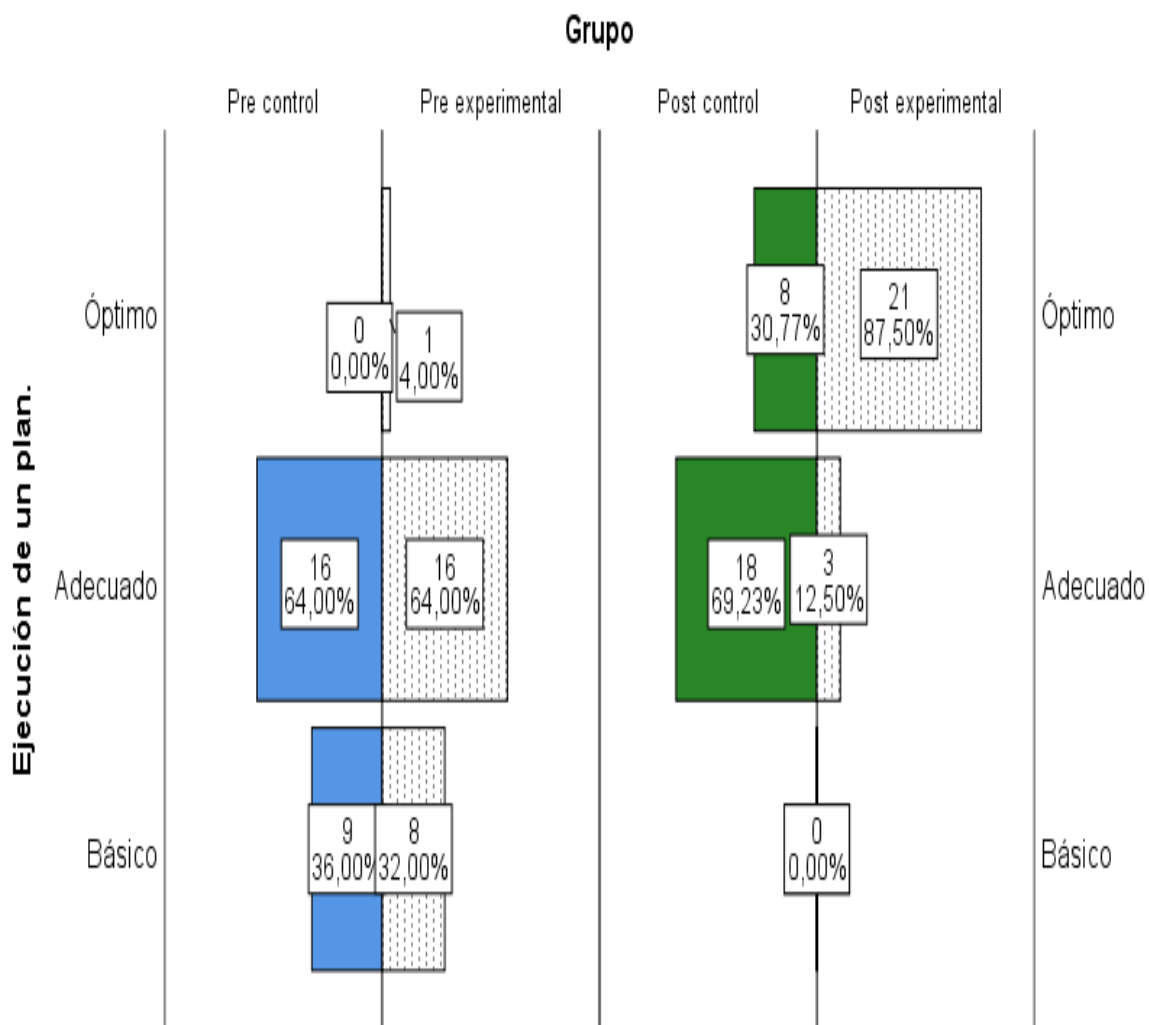 Grupo
Pre control
Pre experimental
Post control
Post experimental
Ejecución de un plan.
Óptimo
0
0,00%
1
4,00%
8
30,77%
21
87,50%
Óptimo
Adecuado
16
64,00%
16
64,00%
18
69,23%
3
12,50%
Adecuado
Básico
9
36,00%
8
32,00%
0
0,00%
Básico